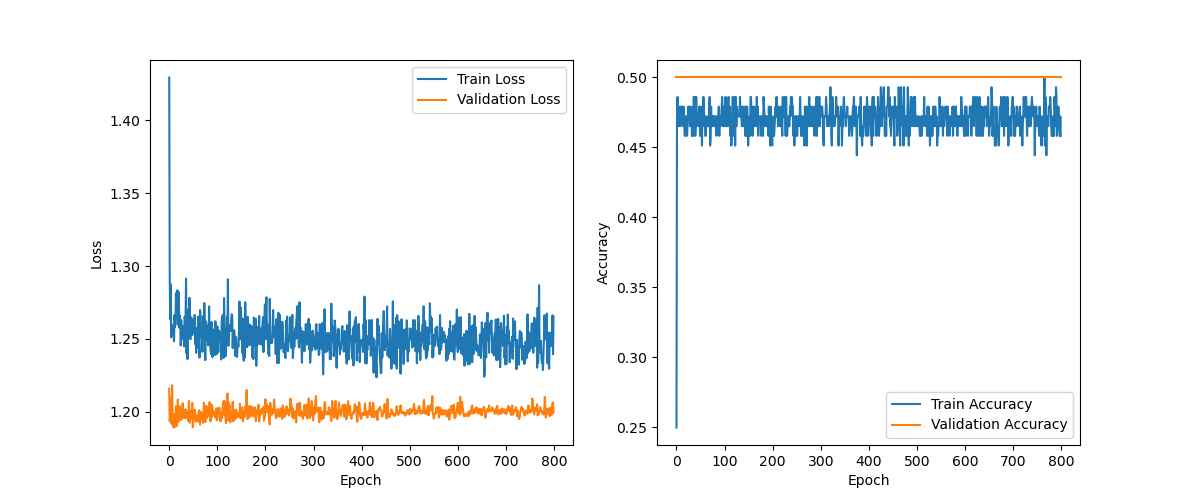 Train Loss
Validation Loss
1.40
1.35
1.30
1.25
1.20
Loss
0 100 200 300 400 500 600 700 800
Epoch
0.50
0.45
0.40
0.35
0.30
0.25
Accuracy
Train Accuracy
Validation Accuracy
0 100 200 300 400 500 600 700 800
Epoch